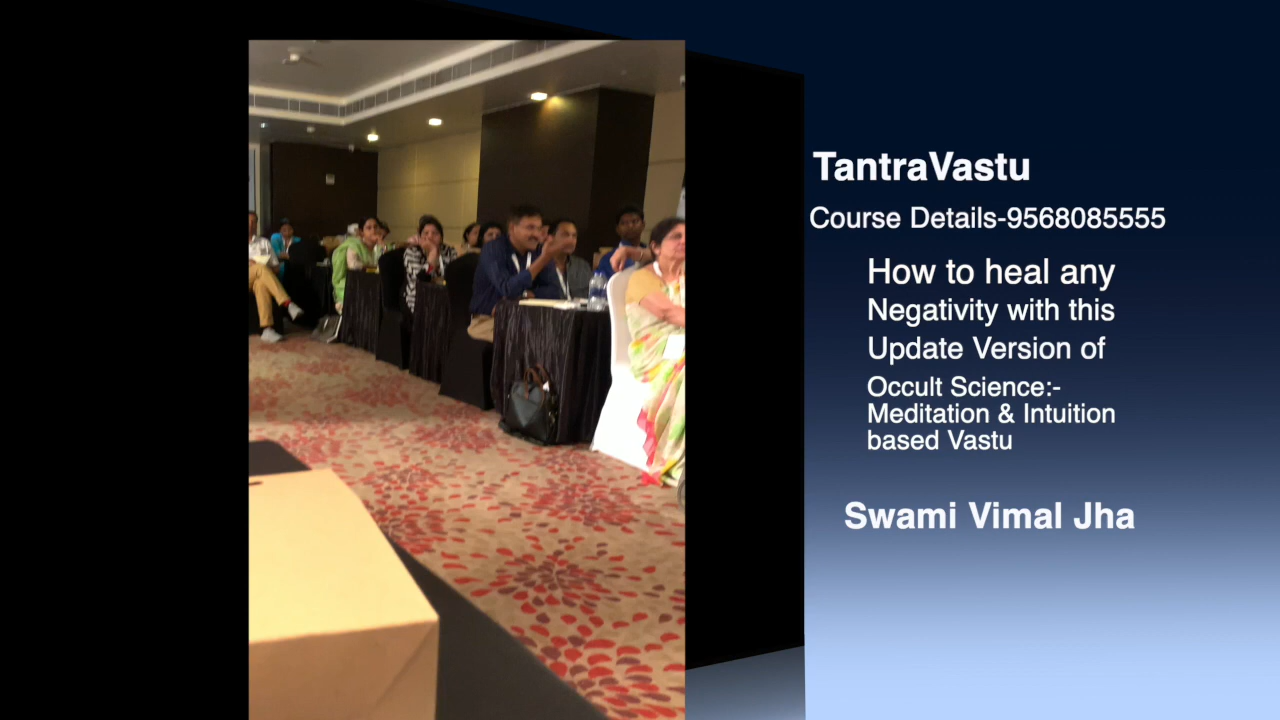 TantraVastu
Course Details-9568085555
How to heal any
Negativity with this
Update Version of
Occult Science:-
Meditation & Intuition
based Vastu
Swami Vimal Jha